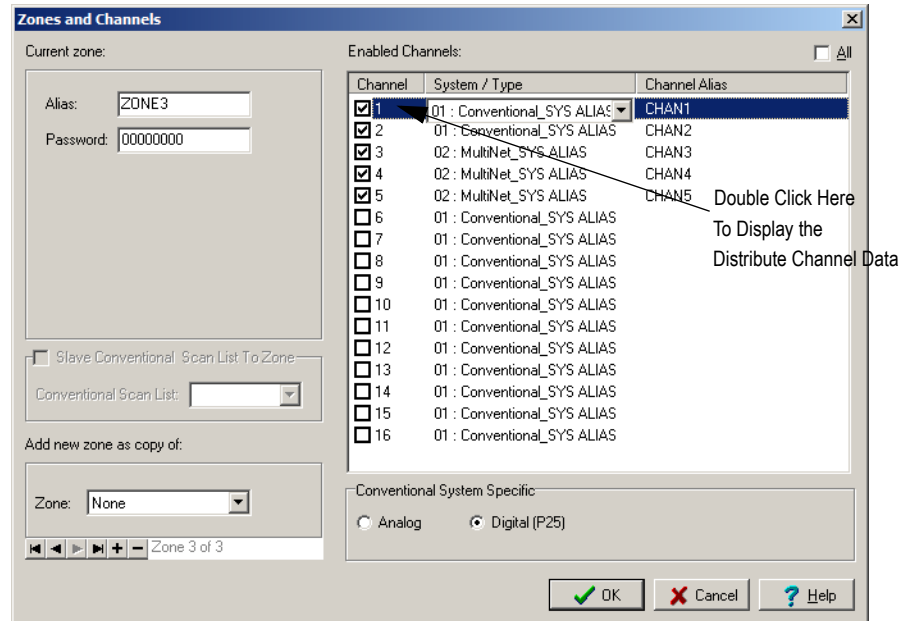 Zones and Channels
Current zone:
Alias: ZONE3
Password: 00000000
Slave Conventional Scan List To Zone
Conventional Scan List:
Add new zone as copy of:
Zone: None
Zone 3 of 3
Enabled Channels:
All
Channel System / Type Channel Alias
1 01 : Conventional_SYS ALIAS CHAN1
2 01 : Conventional_SYS ALIAS CHAN2
3 02 : MultiNet_SYS ALIAS CHAN3
4 02 : MultiNet_SYS ALIAS CHAN4
5 02 : MultiNet_SYS ALIAS CHAN5
6 01 : Conventional_SYS ALIAS
7 01 : Conventional_SYS ALIAS
8 01 : Conventional_SYS ALIAS
9 01 : Conventional_SYS ALIAS
10 01 : Conventional_SYS ALIAS
11 01 : Conventional_SYS ALIAS
12 01 : Conventional_SYS ALIAS
13 01 : Conventional_SYS ALIAS
14 01 : Conventional_SYS ALIAS
15 01 : Conventional_SYS ALIAS
16 01 : Conventional_SYS ALIAS
Double Click Here
To Display the
Distribute Channel Data
Conventional System Specific
Analog Digital (P25)
OK Cancel Help